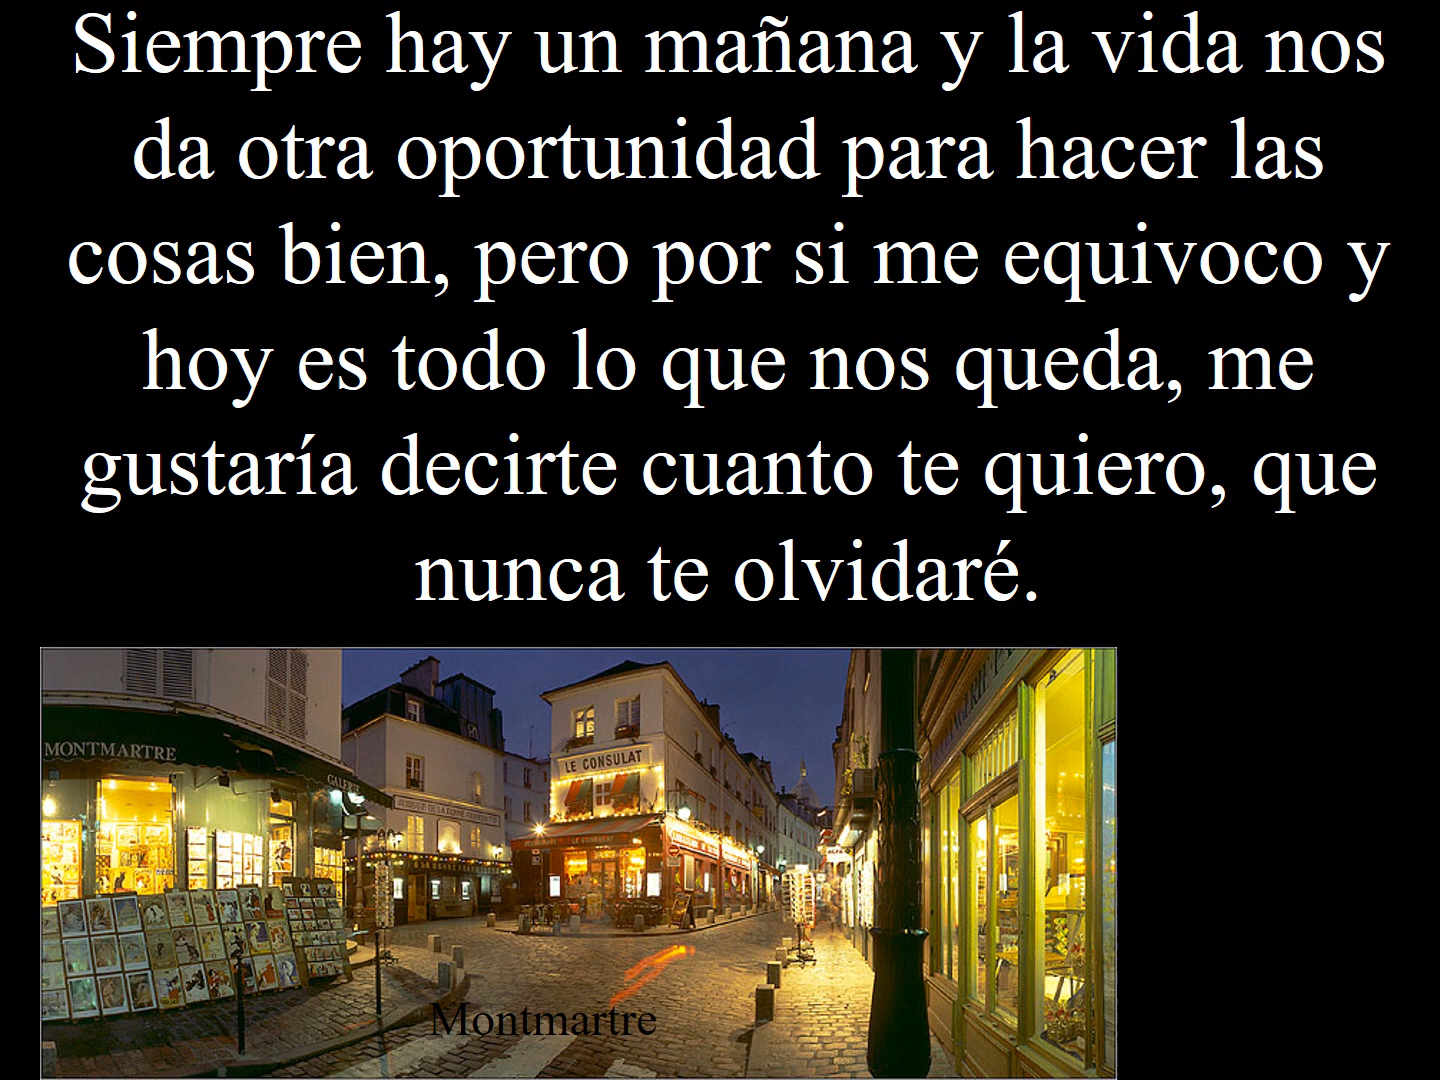 Siempre hay un mañana y la vida nos
da otra oportunidad para hacer las
cosas bien, pero por si me equivoco y
hoy es todo lo que nos queda, me
gustaría decirte cuanto te quiero, que
nunca te olvidaré.
MONTMARTRE
LE CONSULAT
Montmartre